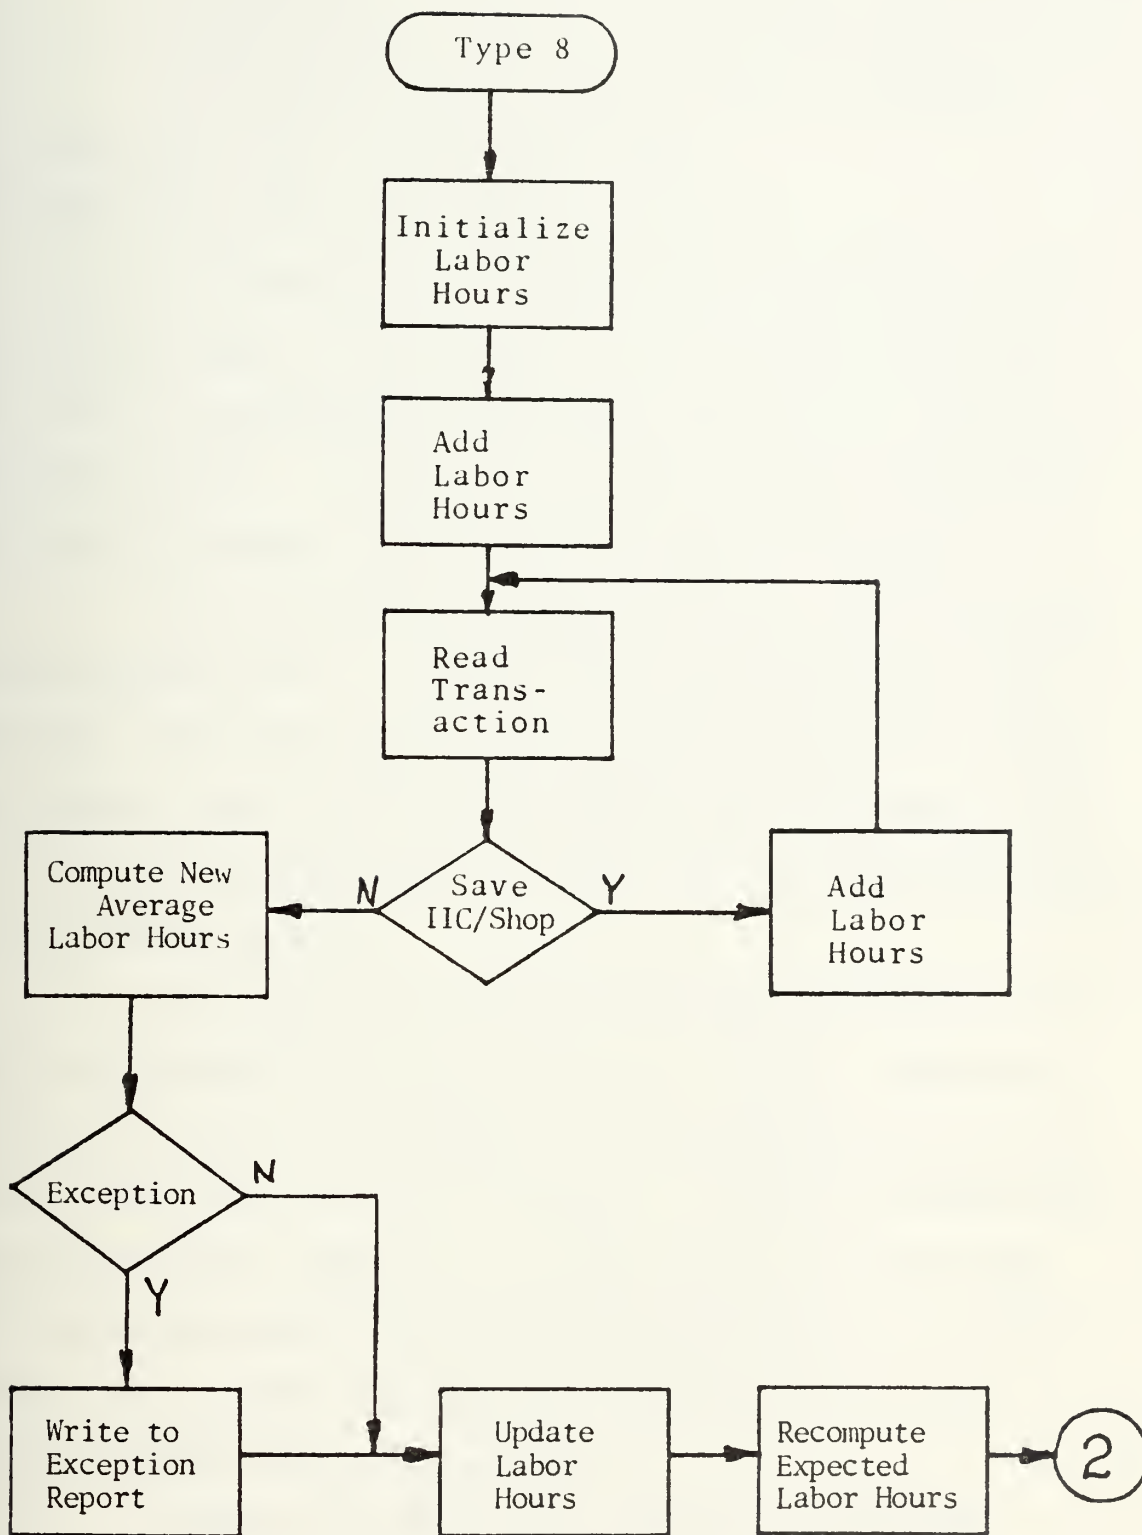 Type 8
Initialize
Labor
Hours
Add
Labor
Hours
Read
Trans-
action
Compute New
Average
Labor Hours
N
Save
IIC/Shop
Y
Add
Labor
Hours
Exception
N
Y
Write to
Exception
Report
Update
Labor
Hours
Recompute
Expected
Labor Hours
2